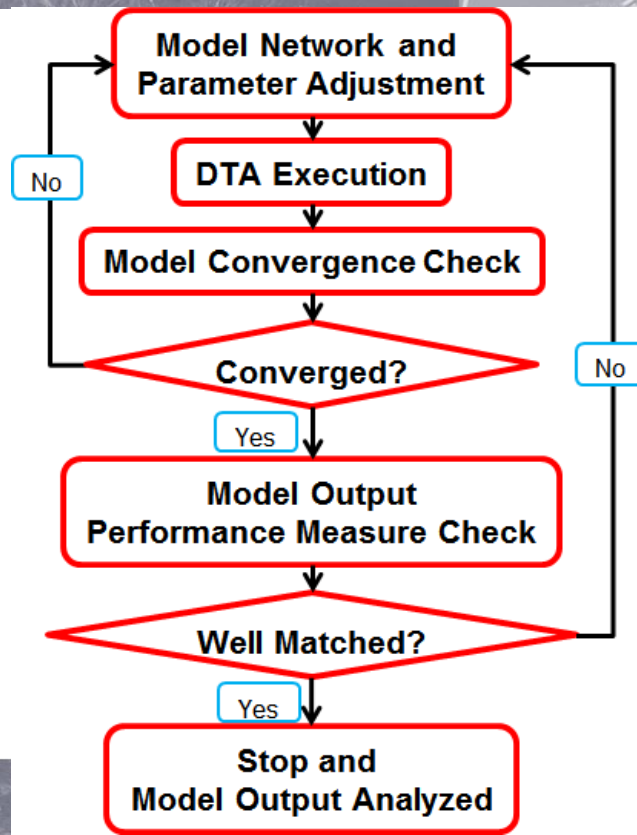 Model Network and
Parameter Adjustment
No
DTA Execution
Model Convergence Check
Converged?
No
Yes
Model Output
Performance Measure Check
Well Matched?
Yes
Stop and
Model Output Analyzed